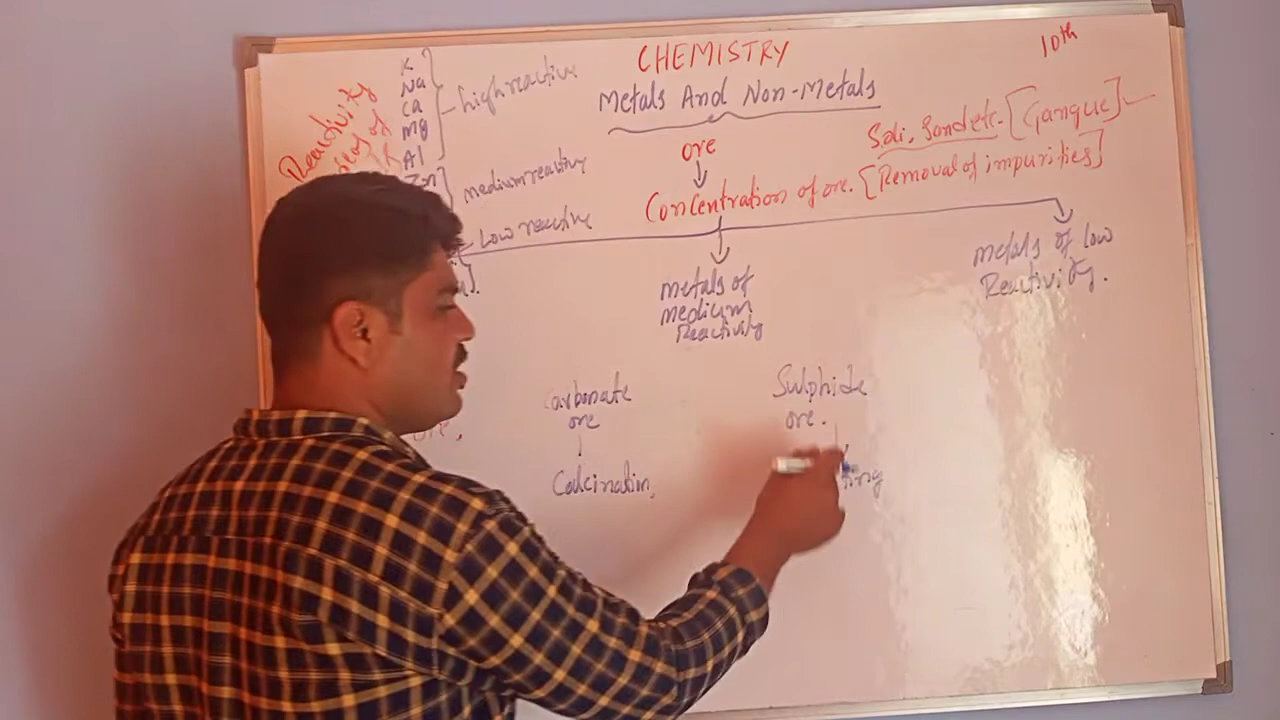 CHEMISTRY
10th
Metals And Non-Metals
Reactivity
K
Na
Ca
Mg
Al
Zn
high reactive
medium reactive
Low reactive
ore
Soli, Sand etc. [Gangue]
Concentration of ore. [Removal of impurities]
metals of
medium
Reactivity
metals of low
Reactivity.
Carbonate
ore
Calcination,
Sulphide
ore.
ore,